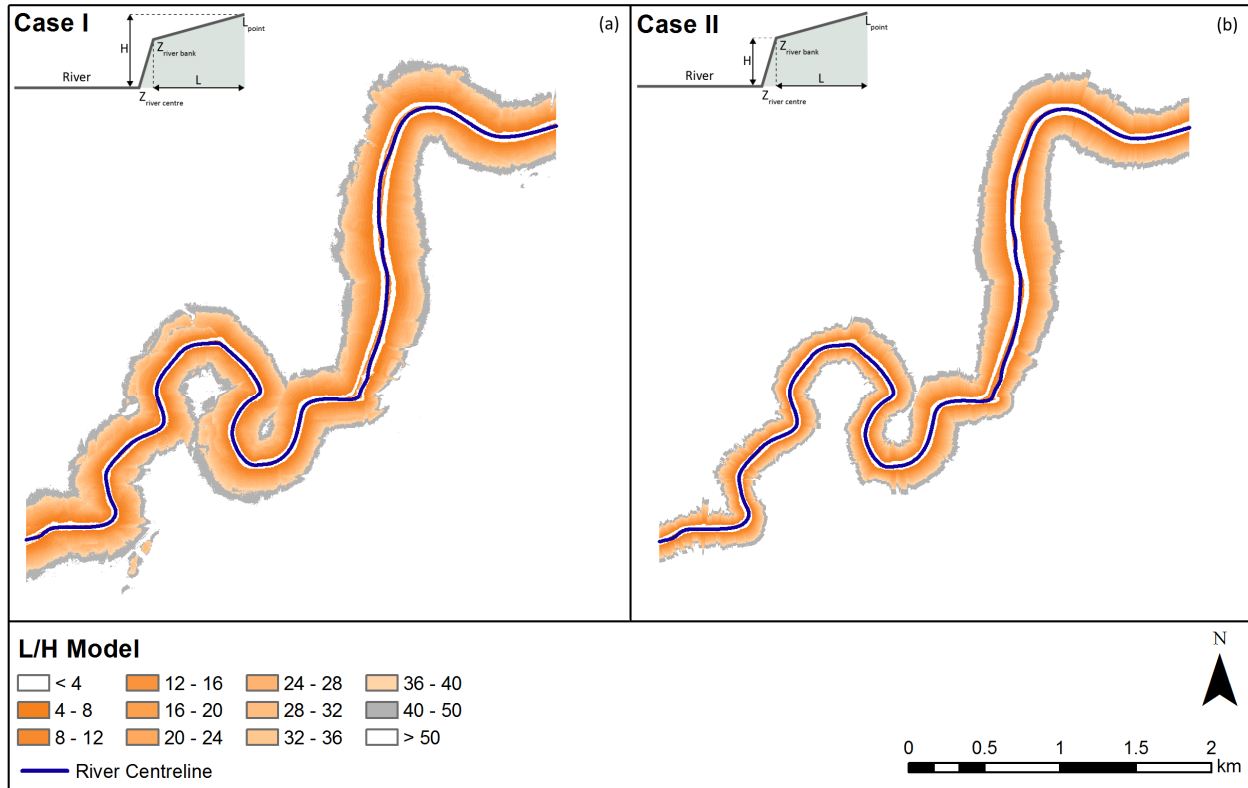 Case I
(a)
L point
H
Z river bank
L
River
Z river centre
Case II
(b)
L point
H
Z river bank
L
River
Z river centre
L/H Model
< 4
12 - 16
24 - 28
36 - 40
4 - 8
16 - 20
28 - 32
40 - 50
8 - 12
20 - 24
32 - 36
> 50
River Centreline
N
0 0.5 1 1.5 2
km